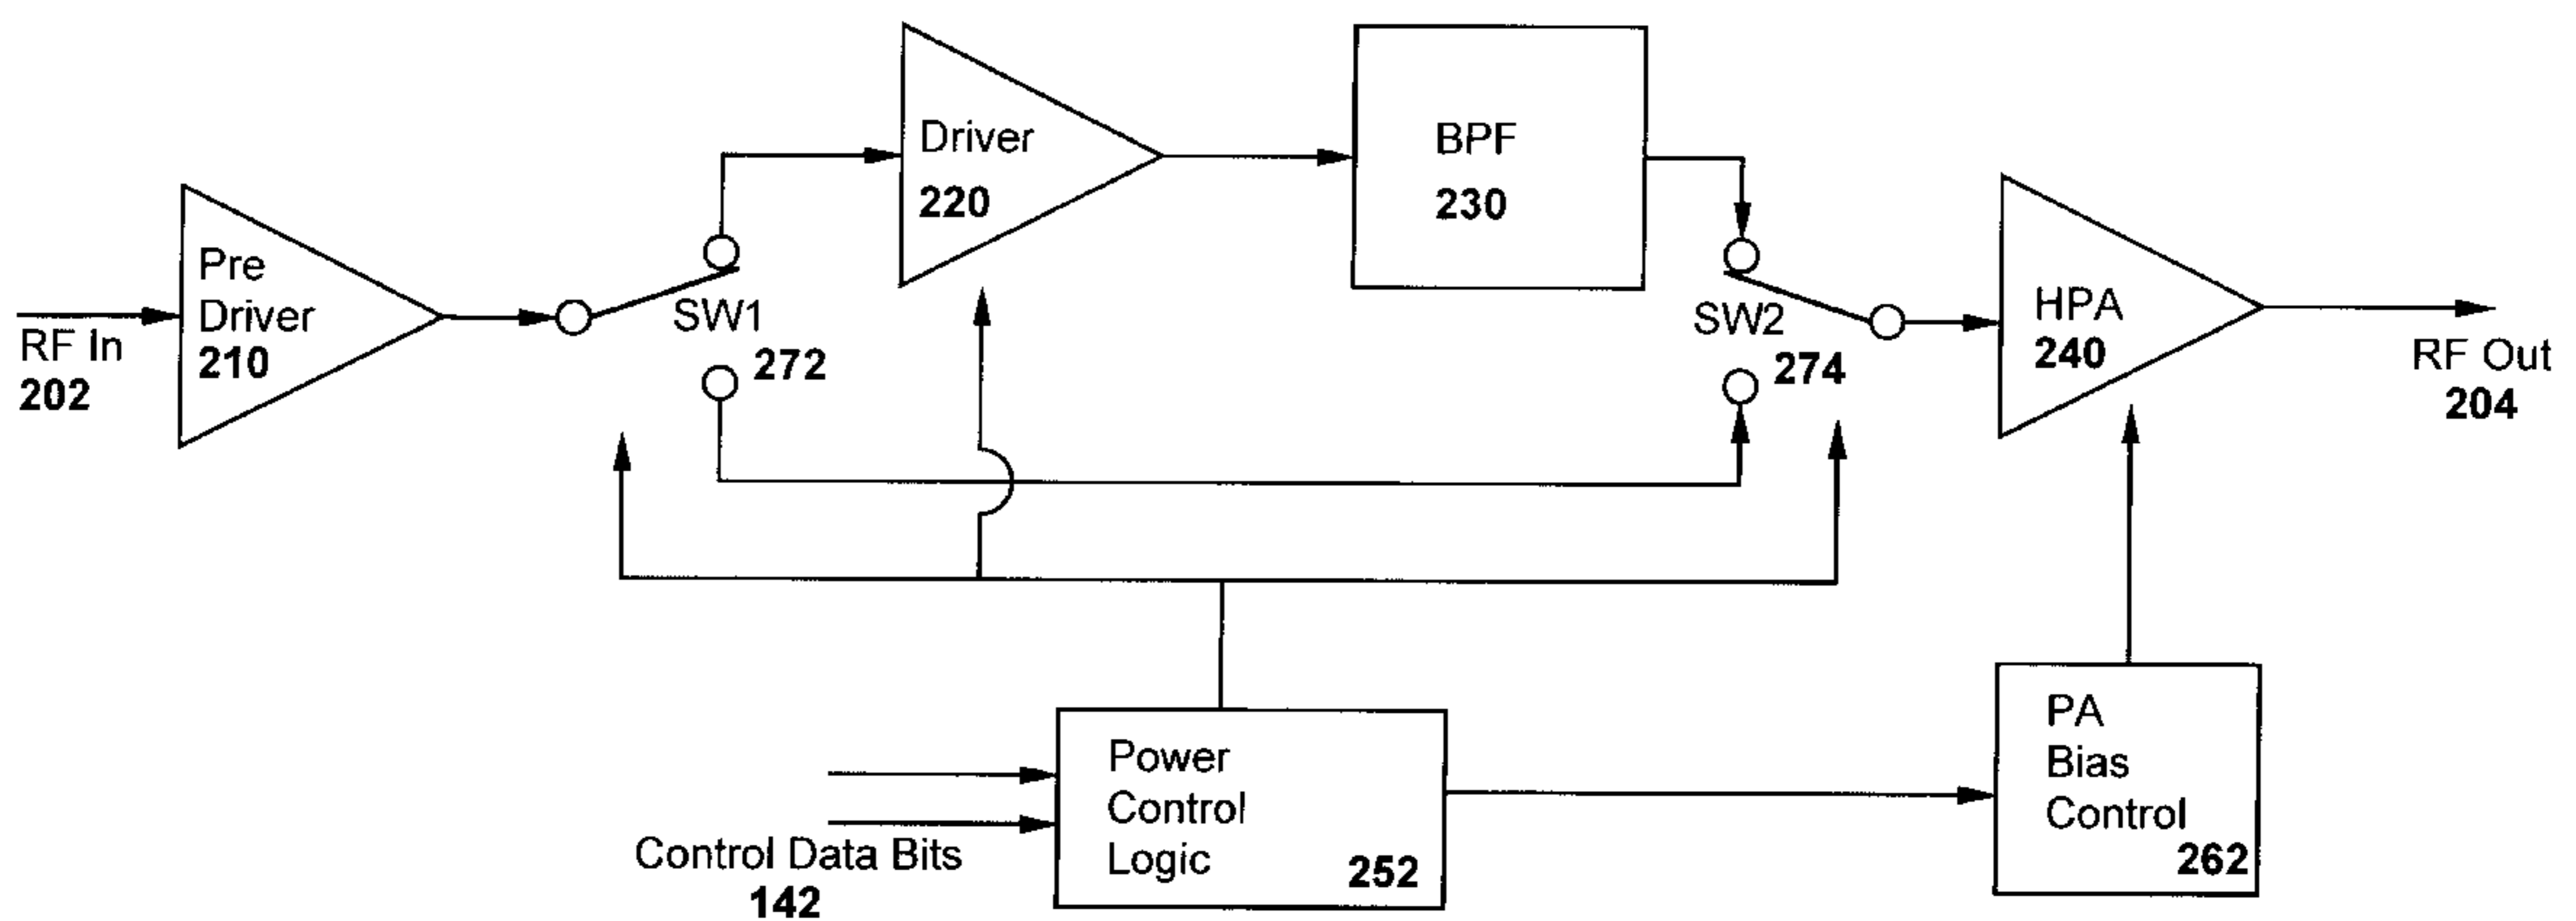 Driver
220
BPF
230
Pre
Driver
210
RF In
202
SW1
272
SW2
274
HPA
240
RF Out
204
Power
Control
Logic
252
Control Data Bits
142
PA
Bias
Control
262